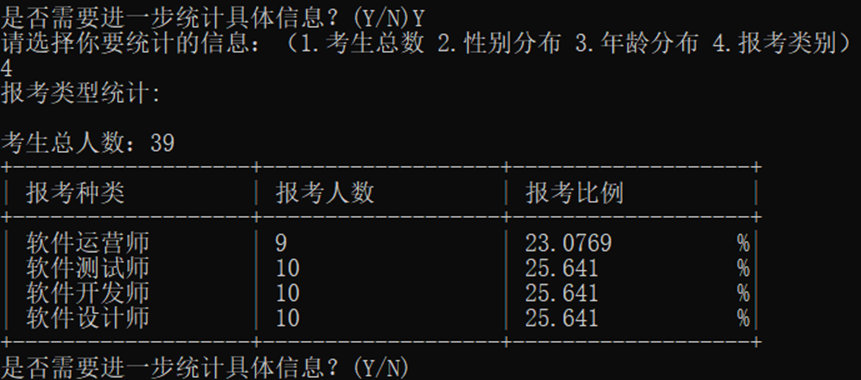 是否需要进一步统计具体信息？(Y/N)Y
请选择你要统计的信息：（1.考生总数 2.性别分布 3.年龄分布 4.报考类别）
4
报考类型统计:
考生总人数：39
+-------------------+-------------------+-------------------+
| 报考种类 | 报考人数 | 报考比例 |
+-------------------+-------------------+-------------------+
| 软件运营师 | 9 | 23.0769 %|
| 软件测试师 | 10 | 25.641 %|
| 软件开发师 | 10 | 25.641 %|
| 软件设计师 | 10 | 25.641 %|
+-------------------+-------------------+-------------------+
是否需要进一步统计具体信息？(Y/N)